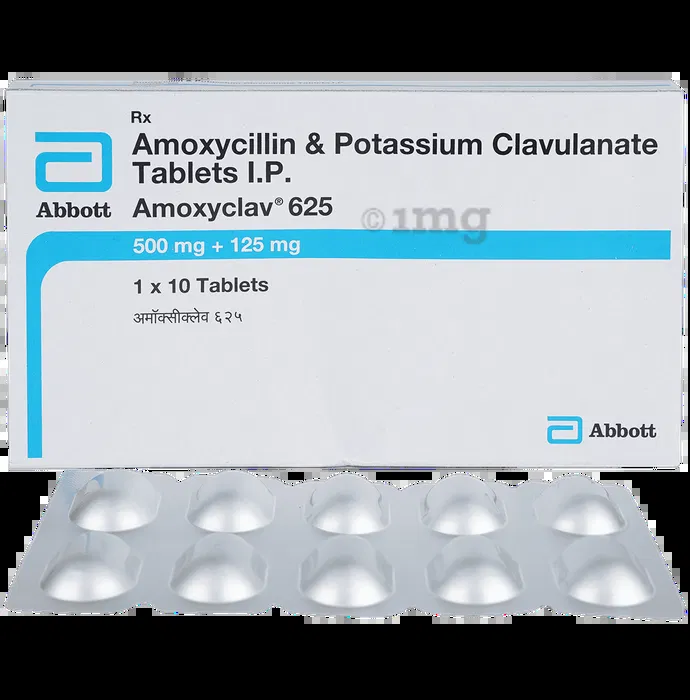 Rx
Amoxycillin & Potassium Clavulanate
Tablets I.P.
Abbott
Amoxyclav® 625
©1mg
500 mg + 125 mg
1 x 10 Tablets
अमॉक्सीक्लेव ६२५
Abbott